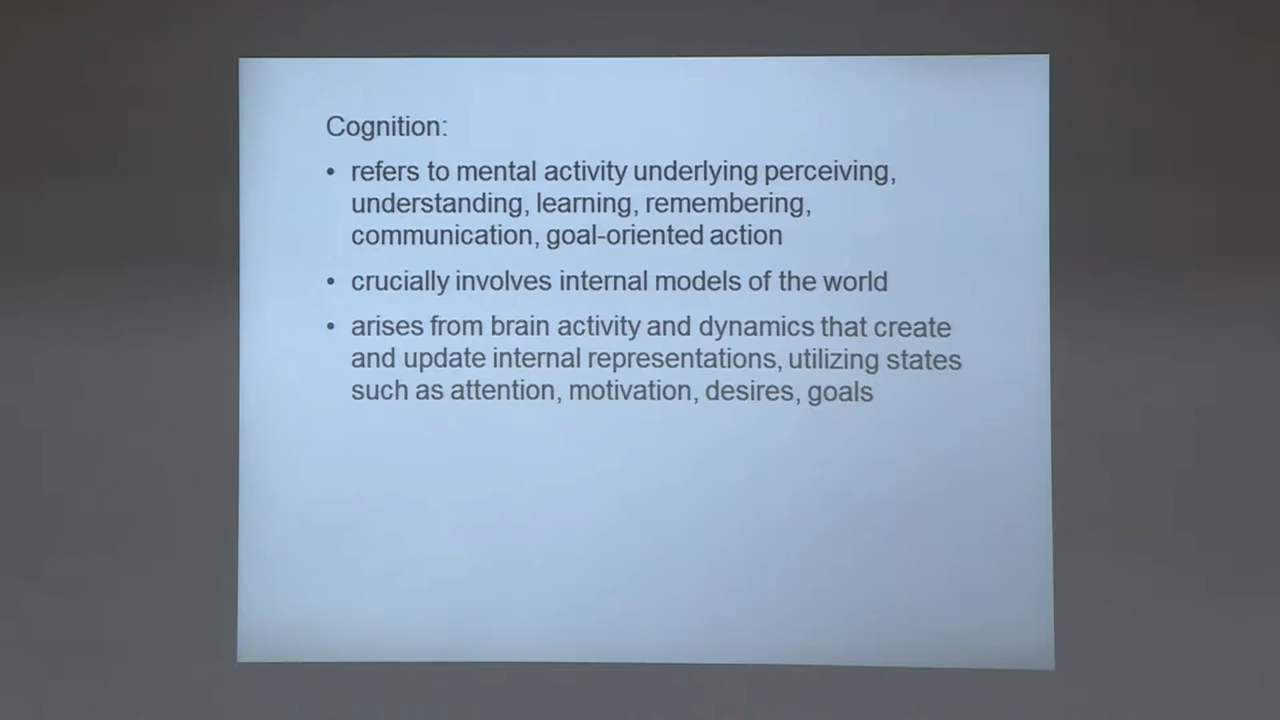 Cognition:
• refers to mental activity underlying perceiving,
understanding, learning, remembering,
communication, goal-oriented action
• crucially involves internal models of the world
• arises from brain activity and dynamics that create
and update internal representations, utilizing states
such as attention, motivation, desires, goals